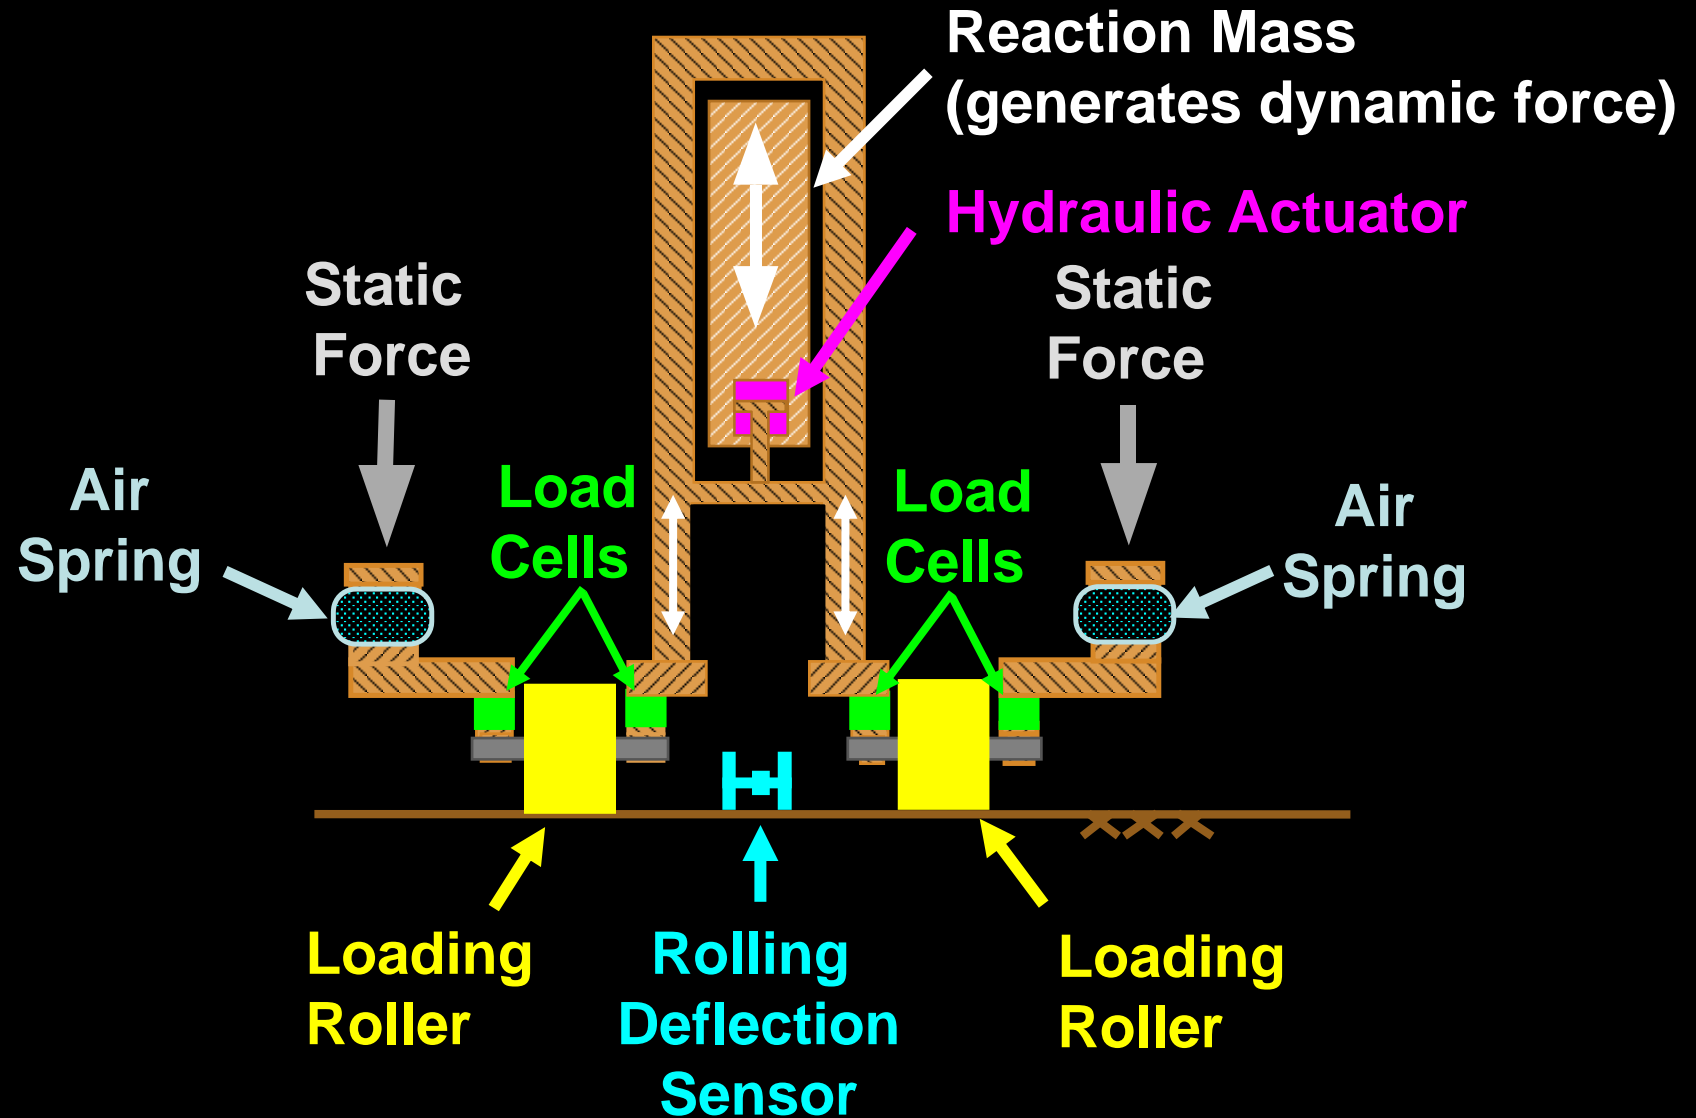 Reaction Mass
(generates dynamic force)
Hydraulic Actuator
Static
Force
Static
Force
Air
Spring
Load
Cells
Load
Cells
Air
Spring
Loading
Roller
Rolling
Deflection
Sensor
Loading
Roller